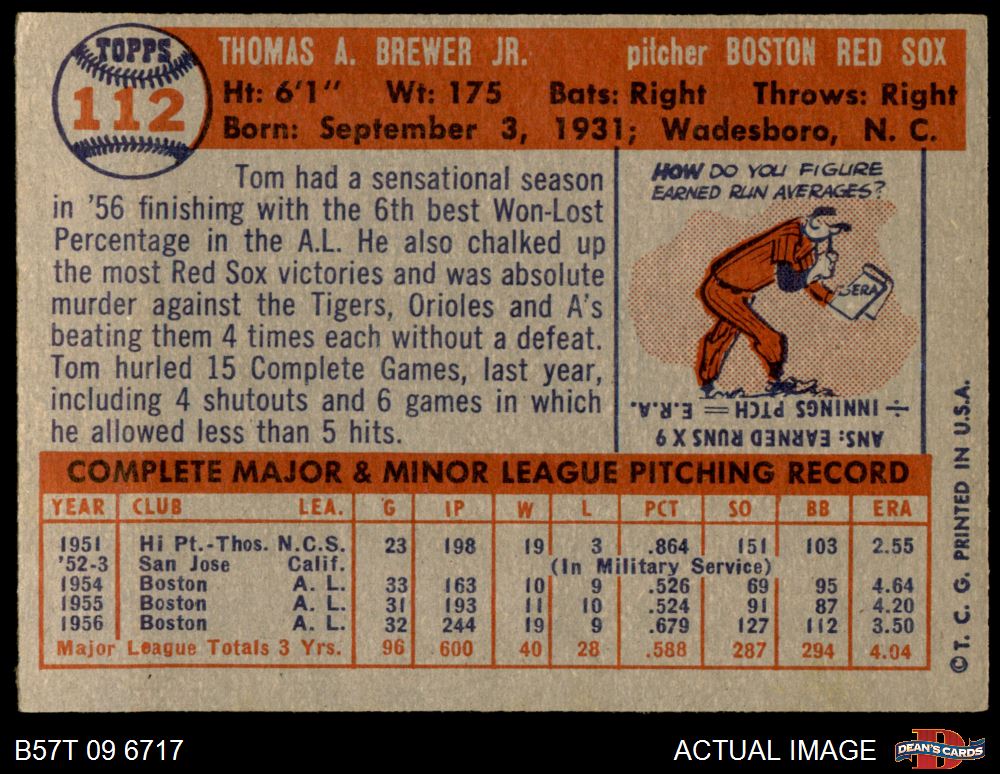 TOPPS
112
THOMAS A. BREWER JR. pitcher BOSTON RED SOX
Ht: 6'1" Wt: 175 Bats: Right Throws: Right
Born: September 3, 1931; Wadesboro, N. C.
Tom had a sensational season
in '56 finishing with the 6th best Won-Lost
Percentage in the A.L. He also chalked up
the most Red Sox victories and was absolute
murder against the Tigers, Orioles and A's
beating them 4 times each without a defeat.
Tom hurled 15 Complete Games, last year,
including 4 shutouts and 6 games in which
he allowed less than 5 hits.
HOW DO YOU FIGURE
EARNED RUN AVERAGES?
ERA
ANS: EARNED RUNS X 9
÷ INNINGS PTCH = E.R.A.
COMPLETE MAJOR & MINOR LEAGUE PITCHING RECORD
YEAR CLUB LEA. G IP W L PCT SO BB ERA
1951 Hi Pt.-Thos. N.C.S. 23 198 19 3 .864 151 103 2.55
'52-3 San Jose Calif. (In Military Service)
1954 Boston A. L. 33 163 10 9 .526 69 95 4.64
1955 Boston A. L. 31 193 11 10 .524 91 87 4.20
1956 Boston A. L. 32 244 19 9 .679 127 112 3.50
Major League Totals 3 Yrs. 96 600 40 28 .588 287 294 4.04
© T. C. G. PRINTED IN U.S.A.
B57T 09 6717 ACTUAL IMAGE
D
DEAN'S CARDS